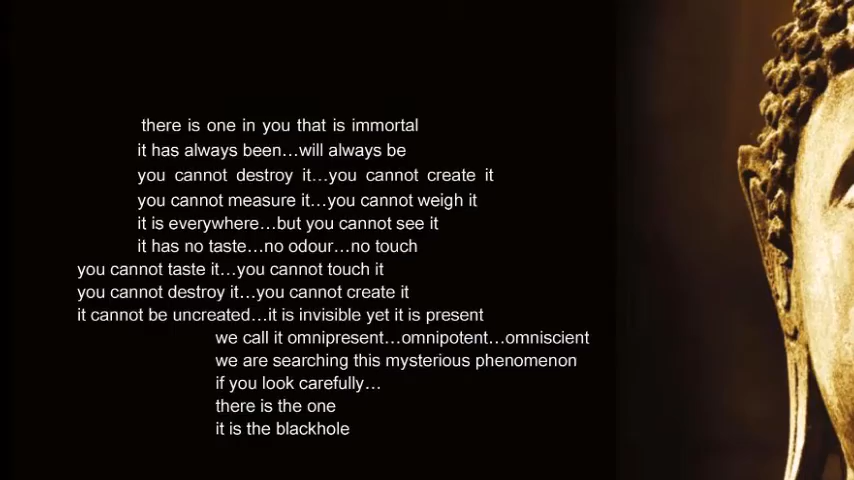 there is one in you that is immortal
it has always been…will always be
you cannot destroy it…you cannot create it
you cannot measure it…you cannot weigh it
it is everywhere…but you cannot see it
it has no taste…no odour…no touch
you cannot taste it…you cannot touch it
you cannot destroy it…you cannot create it
it cannot be uncreated…it is invisible yet it is present
we call it omnipresent…omnipotent…omniscient
we are searching this mysterious phenomenon
if you look carefully…
there is the one
it is the blackhole